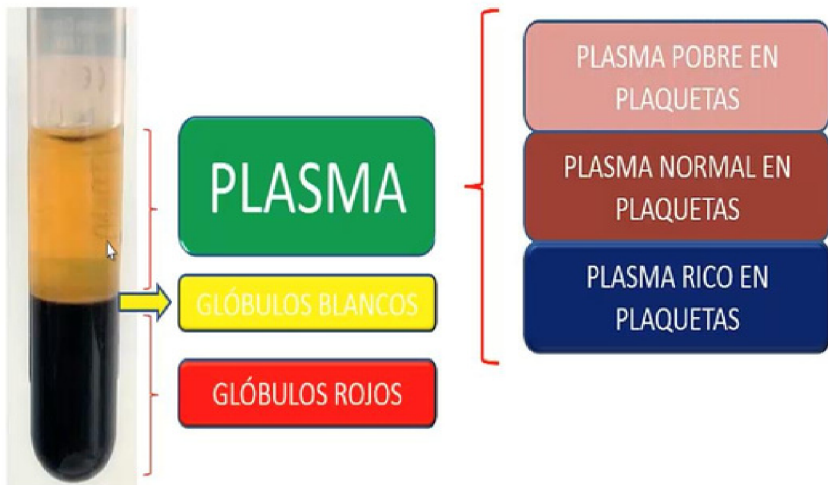 PLASMA
GLÓBULOS BLANCOS
GLÓBULOS ROJOS
PLASMA POBRE EN
PLAQUETAS
PLASMA NORMAL EN
PLAQUETAS
PLASMA RICO EN
PLAQUETAS